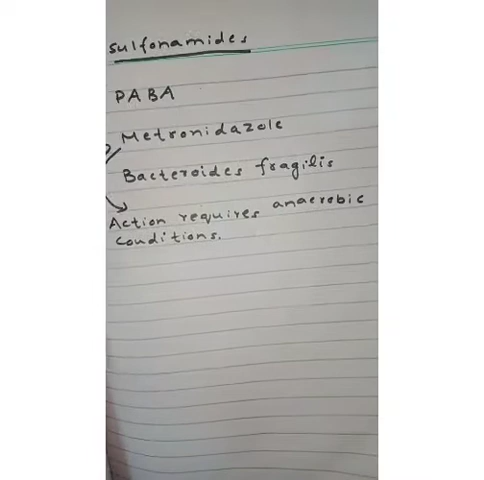 sulfonamides
PABA
Metronidazole
Bacteroides fragilis
Action requires anaerobic
conditions.